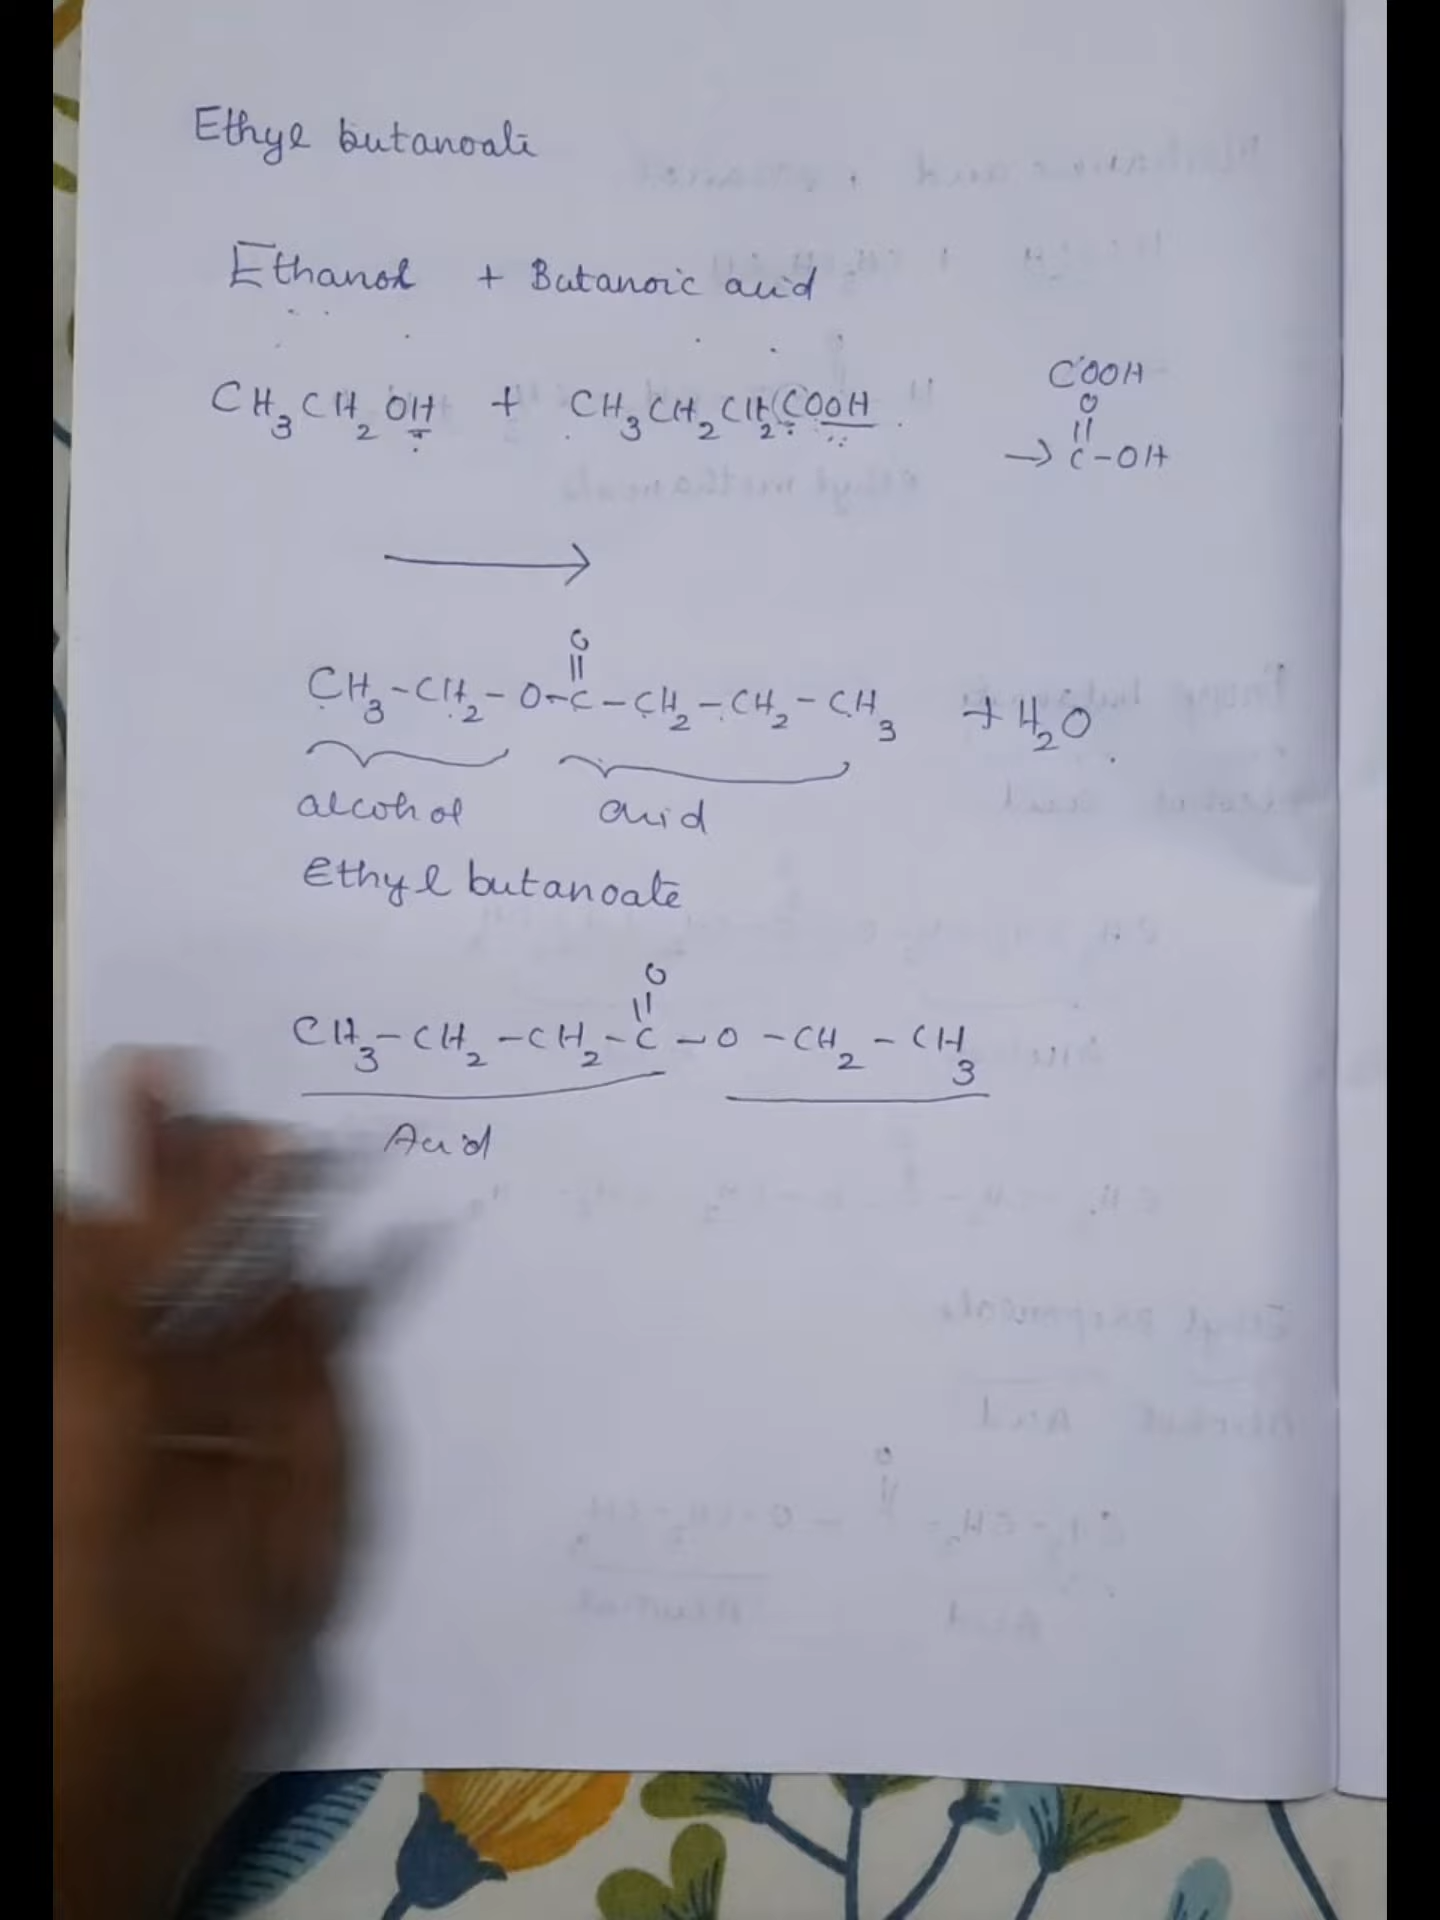 Ethyl butanoate
Ethanol + Butanoic acid
CH3CH2OH + CH3CH2CH2COOH
COOH
O
||
→ C-OH
→
O
||
CH3-CH2-O-C-CH2-CH2-CH3 + H2O
alcohol acid
Ethyl butanoate
O
||
CH3-CH2-CH2-C-O-CH2-CH3
Acid